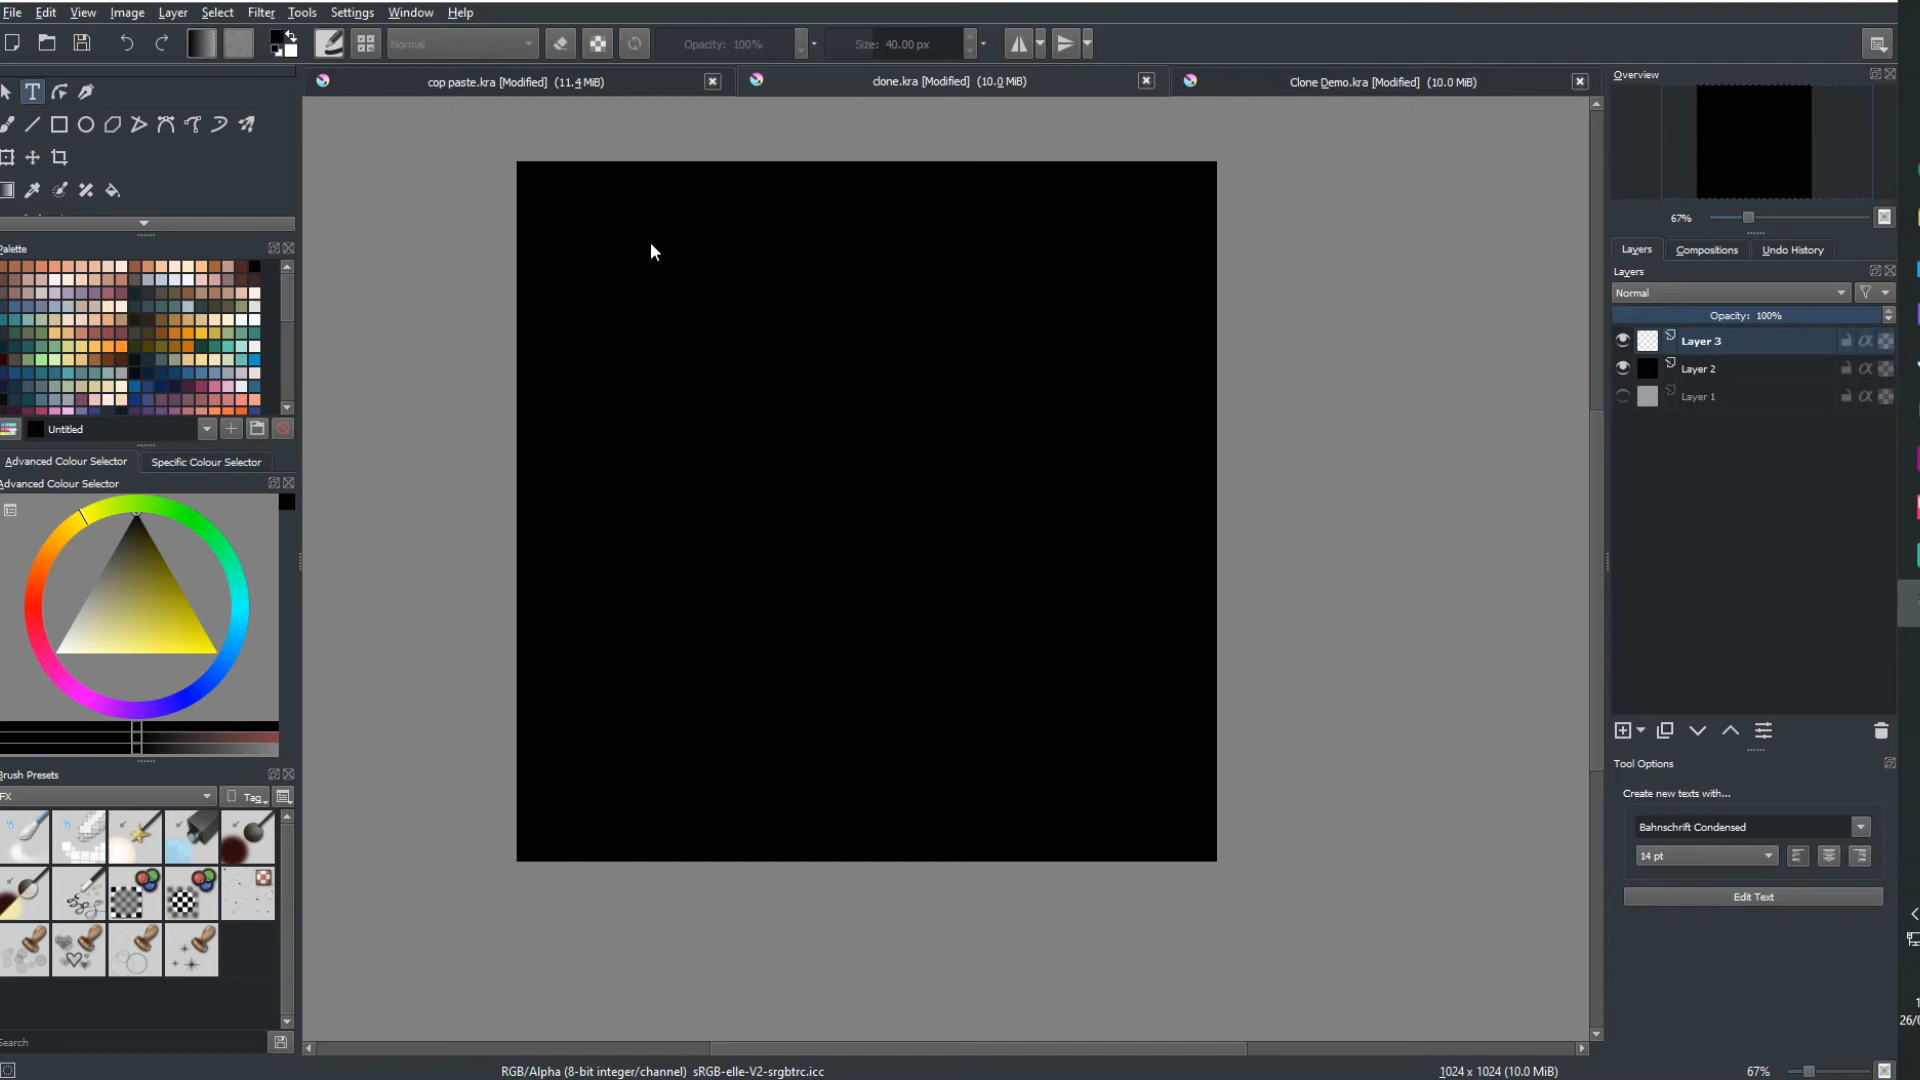 File Edit View Image Layer Select Filter Tools Settings Window Help
Normal Opacity: 100% Size: 40.00 px
cop paste.kra [Modified] (11.4 MiB) clone.kra [Modified] (10.0 MiB) Clone Demo.kra [Modified] (10.0 MiB)
Overview
67%
Layers Compositions Undo History
Layers
Normal
Opacity: 100%
Layer 3
Layer 2
Layer 1
Tool Options
Create new texts with...
Bahnschrift Condensed
14 pt
Edit Text
Palette
Untitled
Advanced Colour Selector Specific Colour Selector
Advanced Colour Selector
Brush Presets
FX Tag
Search
RGB/Alpha (8-bit integer/channel) sRGB-elle-V2-srgbtrc.icc 1024 x 1024 (10.0 MiB) 67%